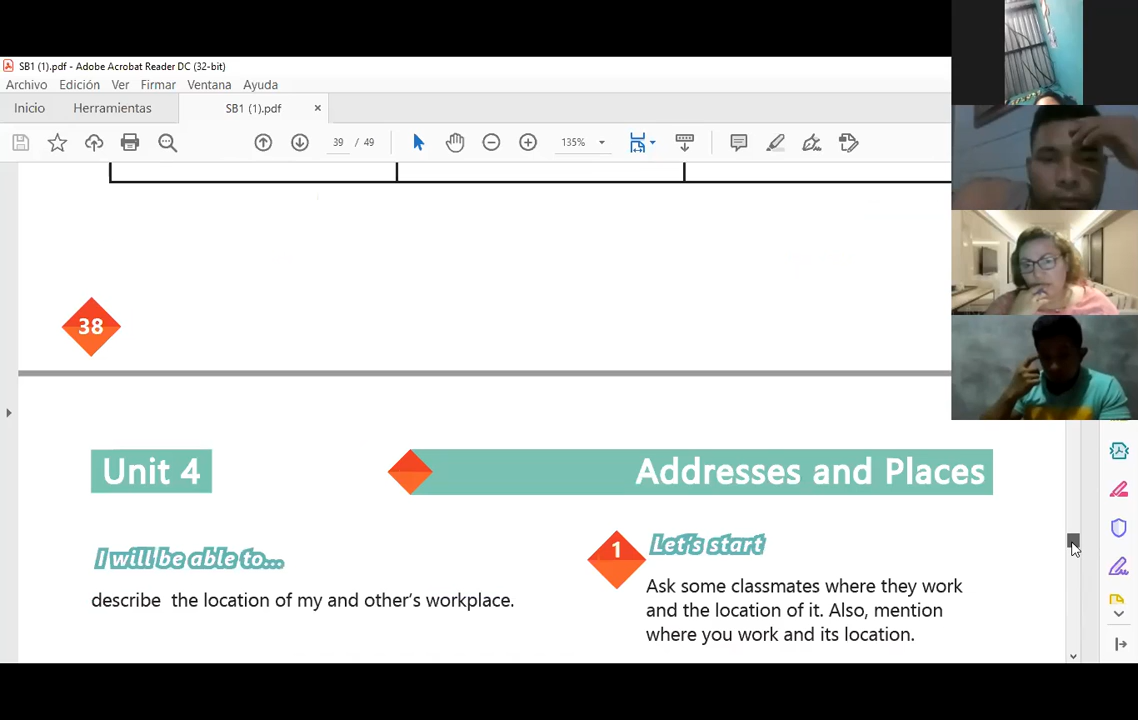 SB1 (1).pdf - Adobe Acrobat Reader DC (32-bit)
Archivo Edición Ver Firmar Ventana Ayuda
Inicio Herramientas SB1 (1).pdf ×
39 / 49 135%
38
Unit 4 Addresses and Places
I will be able to...
describe the location of my and other's workplace.
1 Let's start
Ask some classmates where they work
and the location of it. Also, mention
where you work and its location.